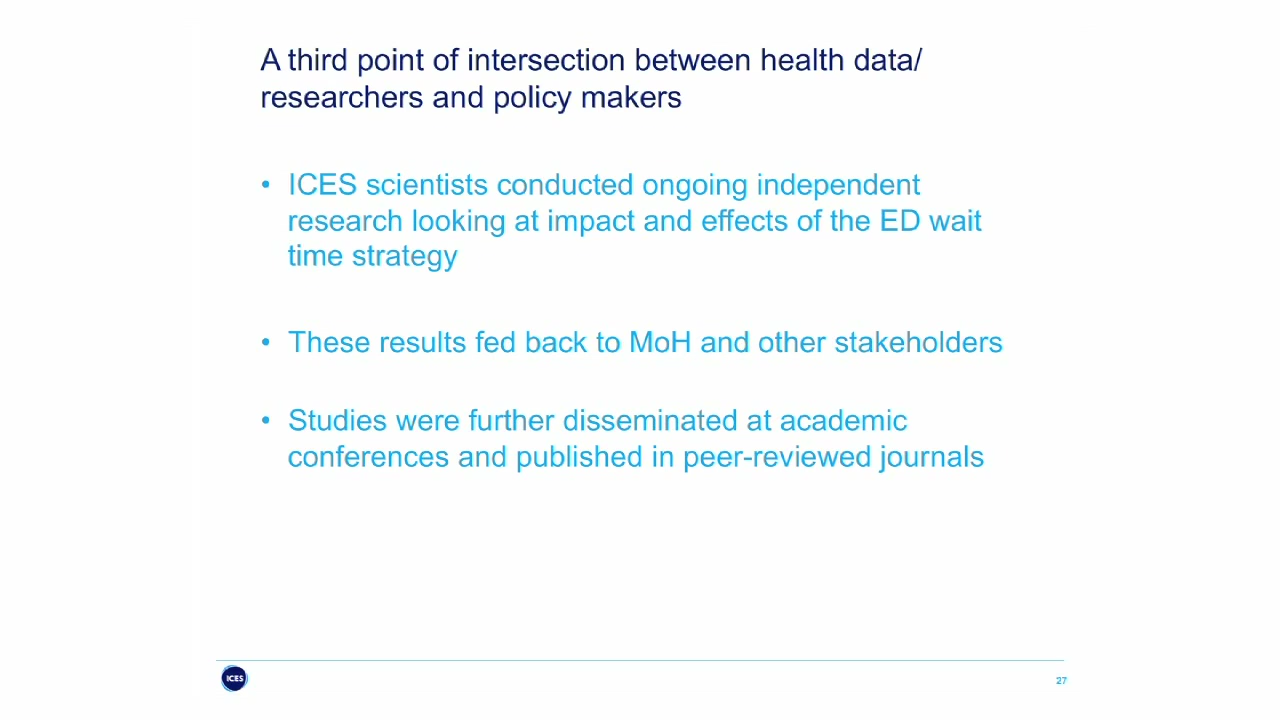 A third point of intersection between health data/
researchers and policy makers
• ICES scientists conducted ongoing independent
research looking at impact and effects of the ED wait
time strategy
• These results fed back to MoH and other stakeholders
• Studies were further disseminated at academic
conferences and published in peer-reviewed journals
ICES
27